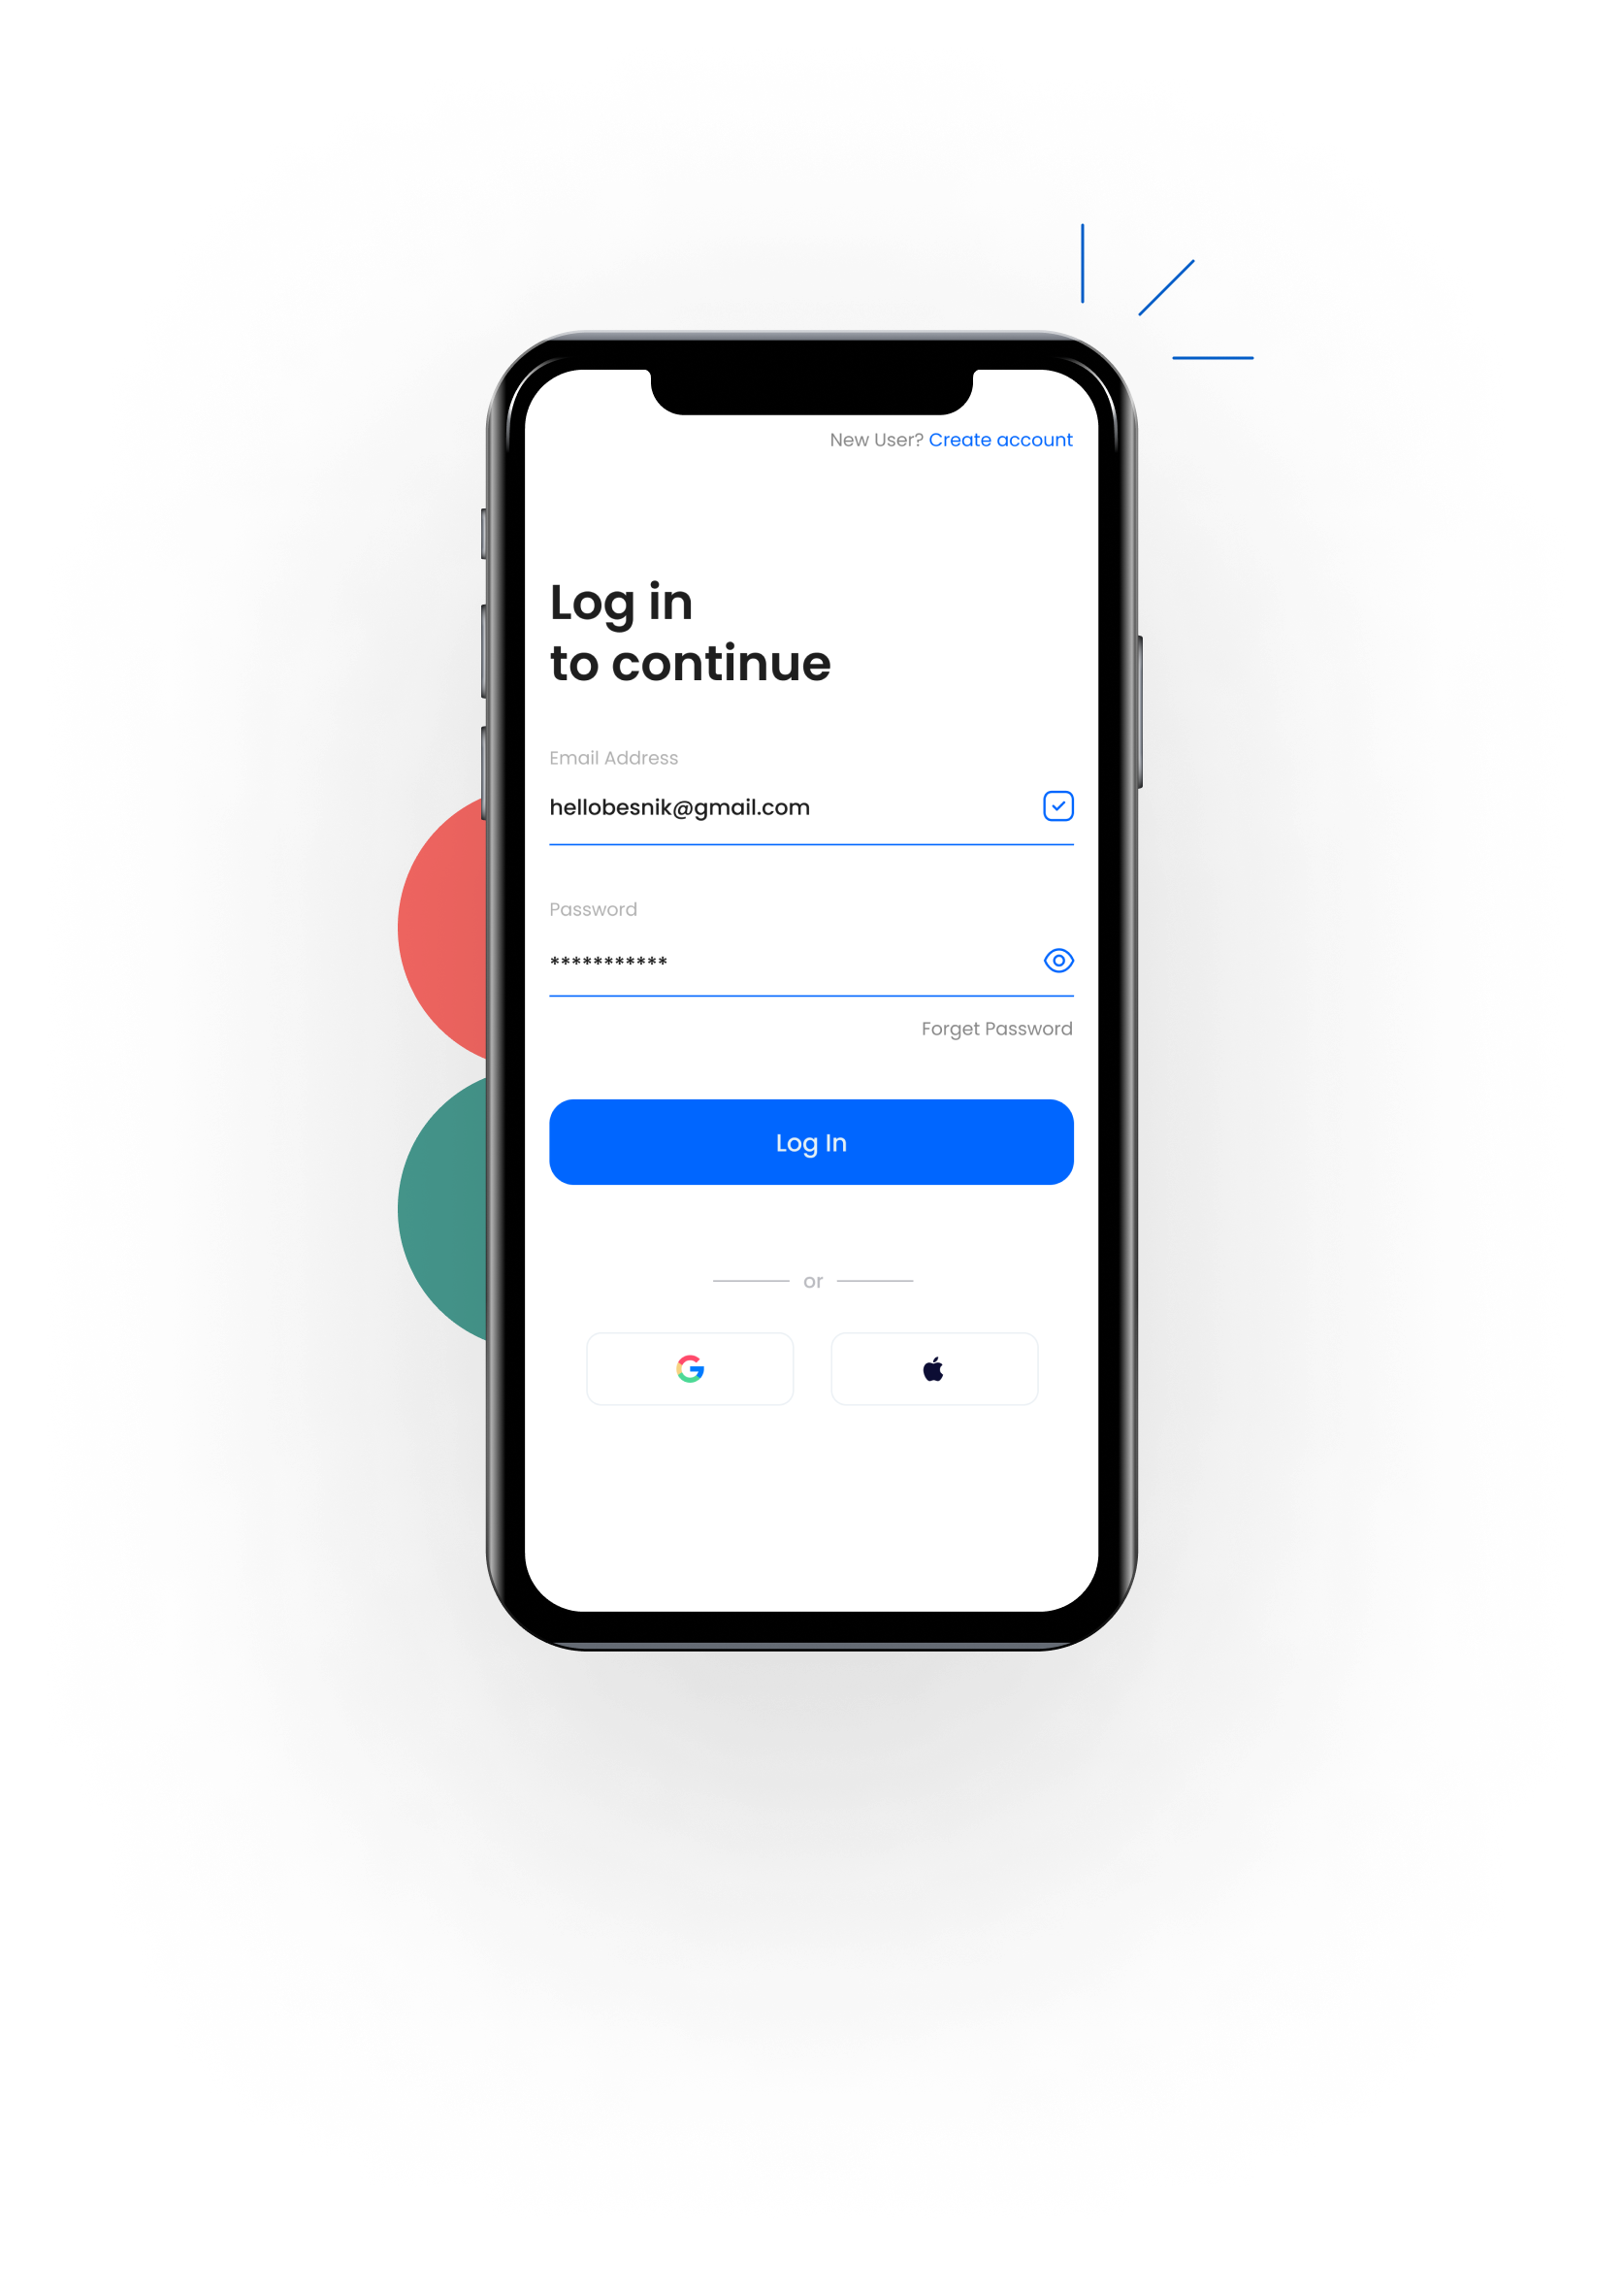 New User? Create account
Log in
to continue
Email Address
hellobesnik@gmail.com
Password
***********
Forget Password
Log In
or